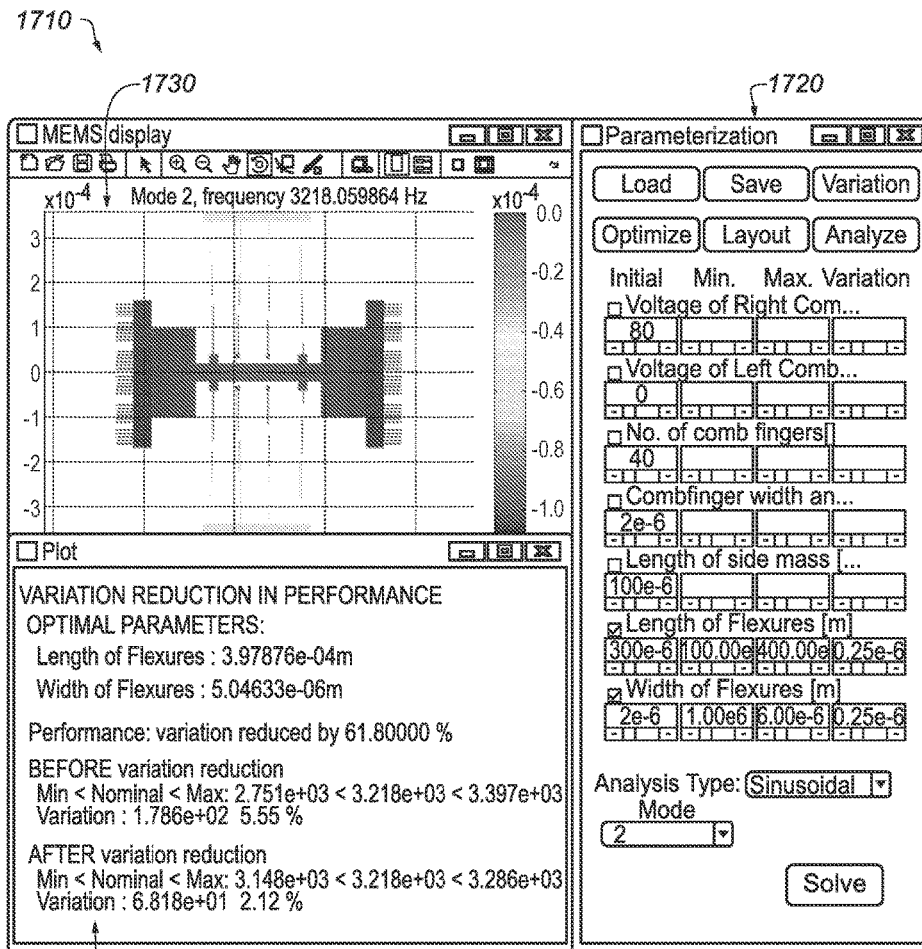 1710
1730
1720
MEMS display
x10-4 Mode 2, frequency 3218.059864 Hz x10-4
0.0
-0.2
-0.4
-0.6
-0.8
-1.0
3
2
1
0
-1
-2
-3
Plot
VARIATION REDUCTION IN PERFORMANCE
OPTIMAL PARAMETERS:
Length of Flexures : 3.97876e-04m
Width of Flexures : 5.04633e-06m
Performance: variation reduced by 61.80000 %
BEFORE variation reduction
Min < Nominal < Max: 2.751e+03 < 3.218e+03 < 3.397e+03
Variation : 1.786e+02 5.55 %
AFTER variation reduction
Min < Nominal < Max: 3.148e+03 < 3.218e+03 < 3.286e+03
Variation : 6.818e+01 2.12 %
Parameterization
Load Save Variation
Optimize Layout Analyze
Initial Min. Max. Variation
Voltage of Right Com...
80
Voltage of Left Comb...
0
No. of comb fingers[]
40
Combfinger width an...
2e-6
Length of side mass [...
100e-6
Length of Flexures [m]
300e-6 100.00e 400.00e 0.25e-6
Width of Flexures [m]
2e-6 1.00e6 6.00e-6 0.25e-6
Analysis Type: Sinusoidal
Mode
2
Solve